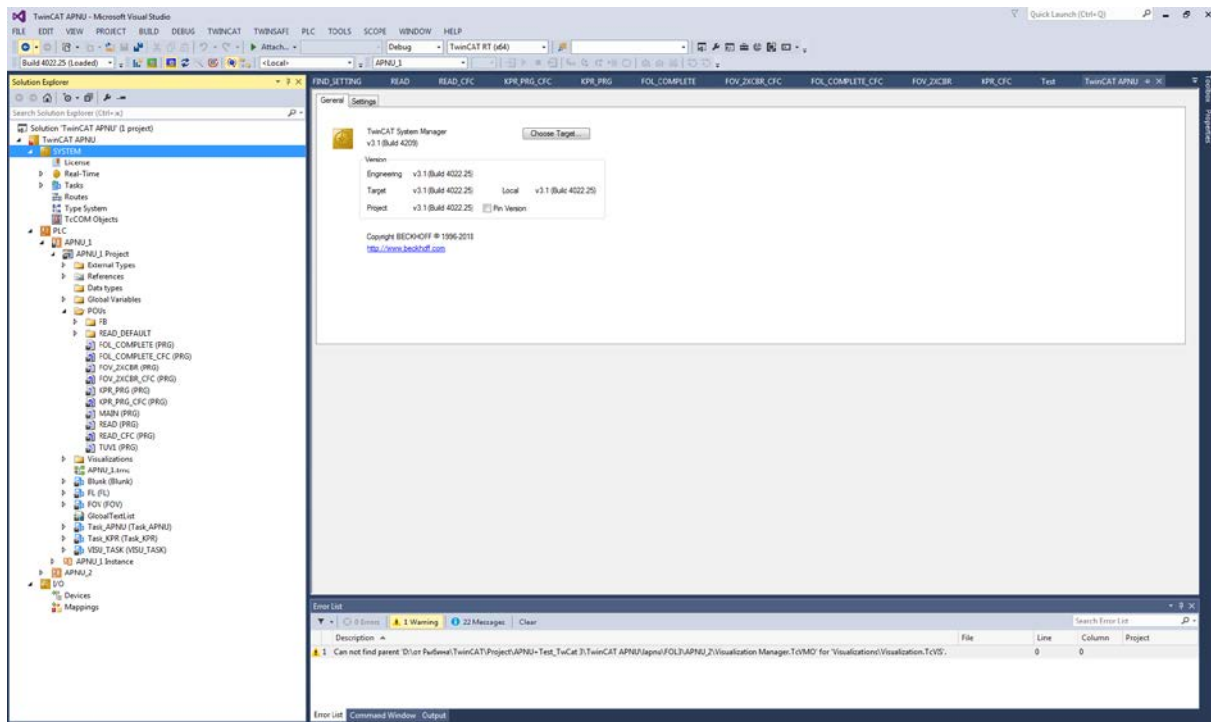 TwinCAT APNU - Microsoft Visual Studio
Quick Launch (Ctrl+Q)
FILE EDIT VIEW PROJECT BUILD DEBUG TWINCAT TWINSAFE PLC TOOLS SCOPE WINDOW HELP
Attach... Debug TwinCAT RT (x64)
Build 4022.25 (Loaded) <Local> APNU_1
Solution Explorer
Search Solution Explorer (Ctrl+ж)
Solution 'TwinCAT APNU' (1 project)
TwinCAT APNU
SYSTEM
License
Real-Time
Tasks
Routes
Type System
TcCOM Objects
PLC
APNU_1
APNU_1 Project
External Types
References
Data types
Global Variables
POUs
FB
READ_DEFAULT
FOL_COMPLETE (PRG)
FOL_COMPLETE_CFC (PRG)
FOV_2XCBR (PRG)
FOV_2XCBR_CFC (PRG)
KPR_PRG (PRG)
KPR_PRG_CFC (PRG)
MAIN (PRG)
READ (PRG)
READ_CFC (PRG)
TUV1 (PRG)
Visualizations
APNU_1.tmc
Blunk (Blunk)
FL (FL)
FOV (FOV)
GlobalTextList
Task_APNU (Task_APNU)
Task_KPR (Task_KPR)
VISU_TASK (VISU_TASK)
APNU_1 Instance
APNU_2
I/O
Devices
Mappings
FIND_SETTING READ READ_CFC KPR_PRG_CFC KPR_PRG FOL_COMPLETE FOV_2XCBR_CFC FOL_COMPLETE_CFC FOV_2XCBR KPR_CFC Test TwinCAT APNU
General Settings
TwinCAT System Manager
v3.1 (Build 4209)
Choose Target...
Version
Engineering v3.1 (Build 4022.25)
Target v3.1 (Build 4022.25) Local v3.1 (Build 4022.25)
Project v3.1 (Build 4022.25) Pin Version
Copyright BECKHOFF © 1996-2018
http://www.beckhoff.com
Toolbox
Properties
Error List
0 Errors 1 Warning 22 Messages Clear
Search Error List
Description File Line Column Project
1 Can not find parent 'D:\от Рыбина\TwinCAT\Project\APNU+Test_TwCat 3\TwinCAT APNU\lapnu\FOL3\APNU_2\Visualization Manager.TcVMO' for 'Visualizations\Visualization.TcVIS'. 0 0
Error List Command Window Output